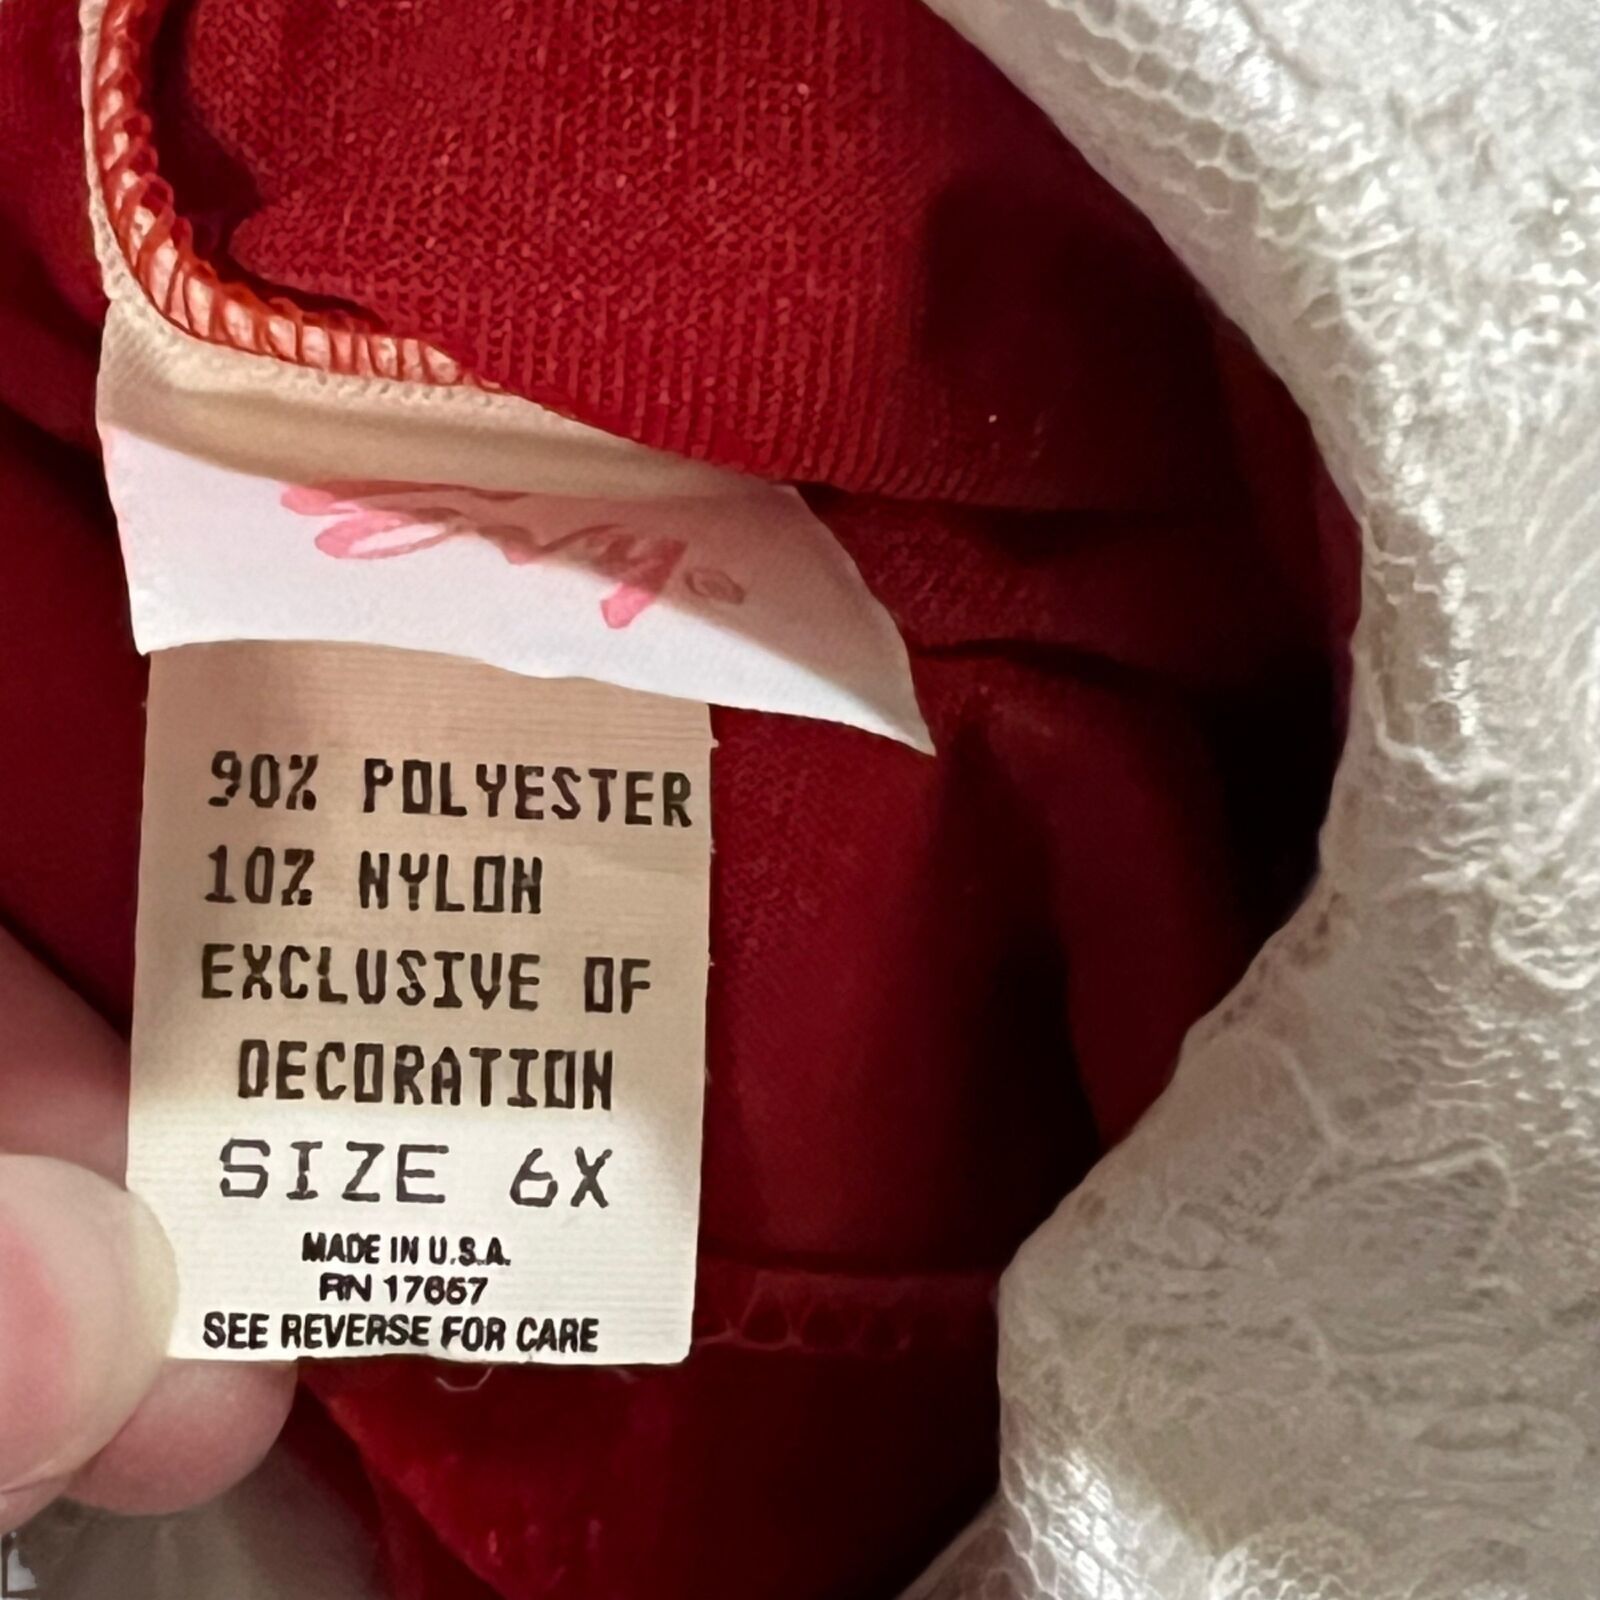 90% POLYESTER
10% NYLON
EXCLUSIVE OF
DECORATION
SIZE 6X
MADE IN U.S.A.
RN 17657
SEE REVERSE FOR CARE